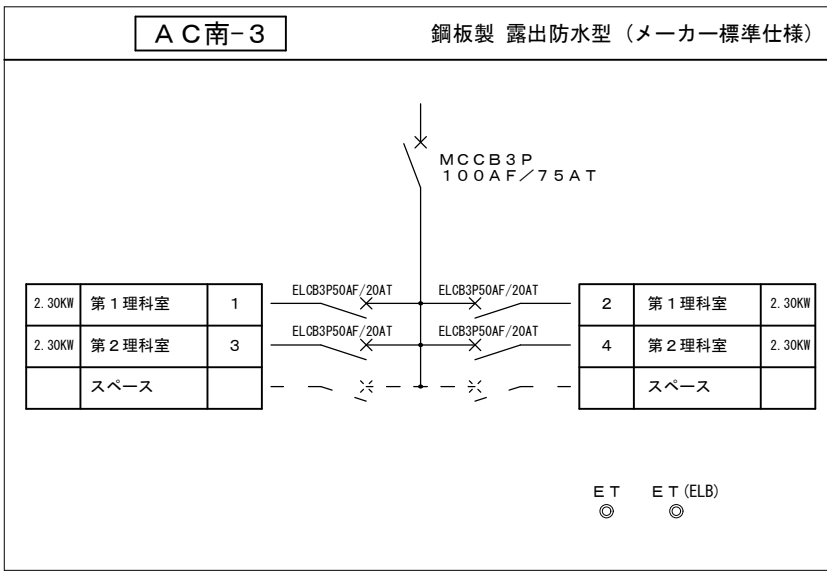 ＡＣ南-３
鋼板製 露出防水型（メーカー標準仕様）
ＭＣＣＢ３Ｐ
１００ＡＦ／７５ＡＴ
ELCB3P50AF/20AT ELCB3P50AF/20AT
2.30KW 第１理科室 1 2 第１理科室 2.30KW
ELCB3P50AF/20AT ELCB3P50AF/20AT
2.30KW 第２理科室 3 4 第２理科室 2.30KW
スペース スペース
ＥＴ ＥＴ(ELB)